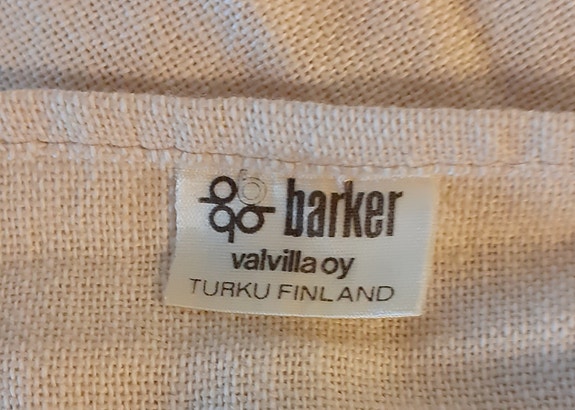 barker
valvilla oy
TURKU FINLAND